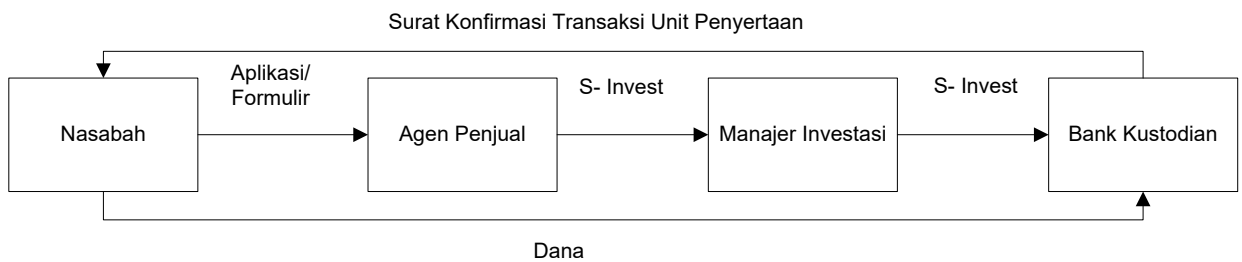 Surat Konfirmasi Transaksi Unit Penyertaan
Aplikasi/
Formulir
S- Invest
S- Invest
Nasabah
Agen Penjual
Manajer Investasi
Bank Kustodian
Dana